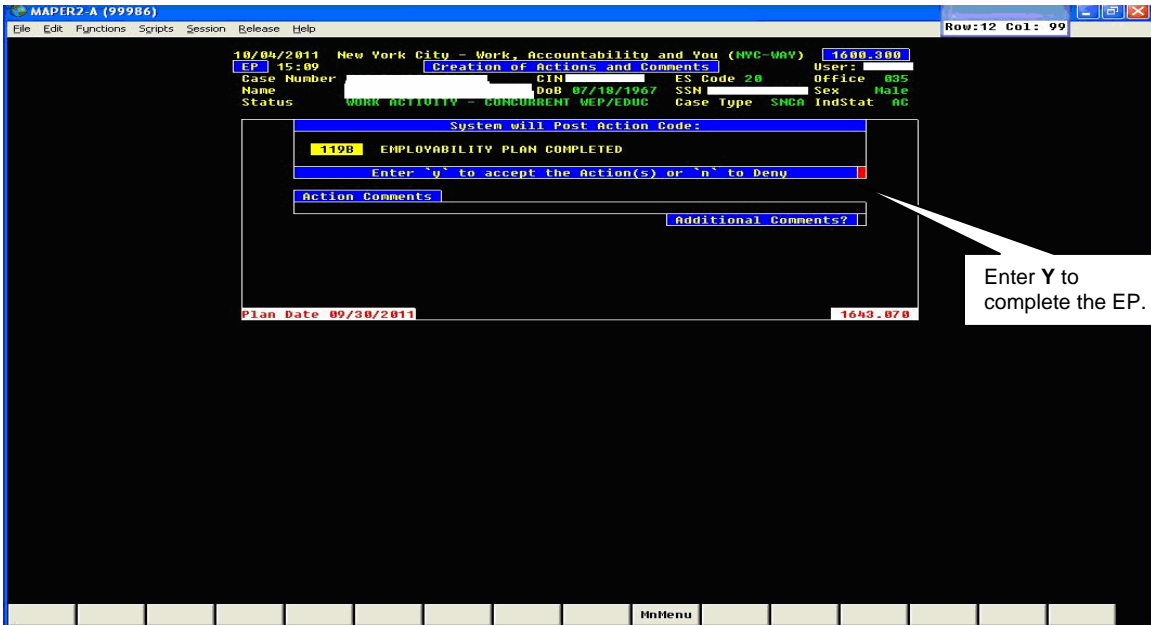 MAPER2-A (99986)
File Edit Functions Scripts Session Release Help
Row:12 Col: 99
10/04/2011 New York City - Work, Accountability and You (NYC-WAY) 1600.300
EP 15:09 Creation of Actions and Comments User:
Case Number CIN ES Code 20 Office 035
Name DoB 07/18/1967 SSN Sex Male
Status WORK ACTIVITY - CONCURRENT WEP/EDUC Case Type SNCA IndStat AC
System will Post Action Code:
119B EMPLOYABILITY PLAN COMPLETED
Enter `y` to accept the Action(s) or `n` to Deny
Action Comments
Additional Comments?
Enter Y to
complete the EP.
Plan Date 09/30/2011 1643.070
MnMenu